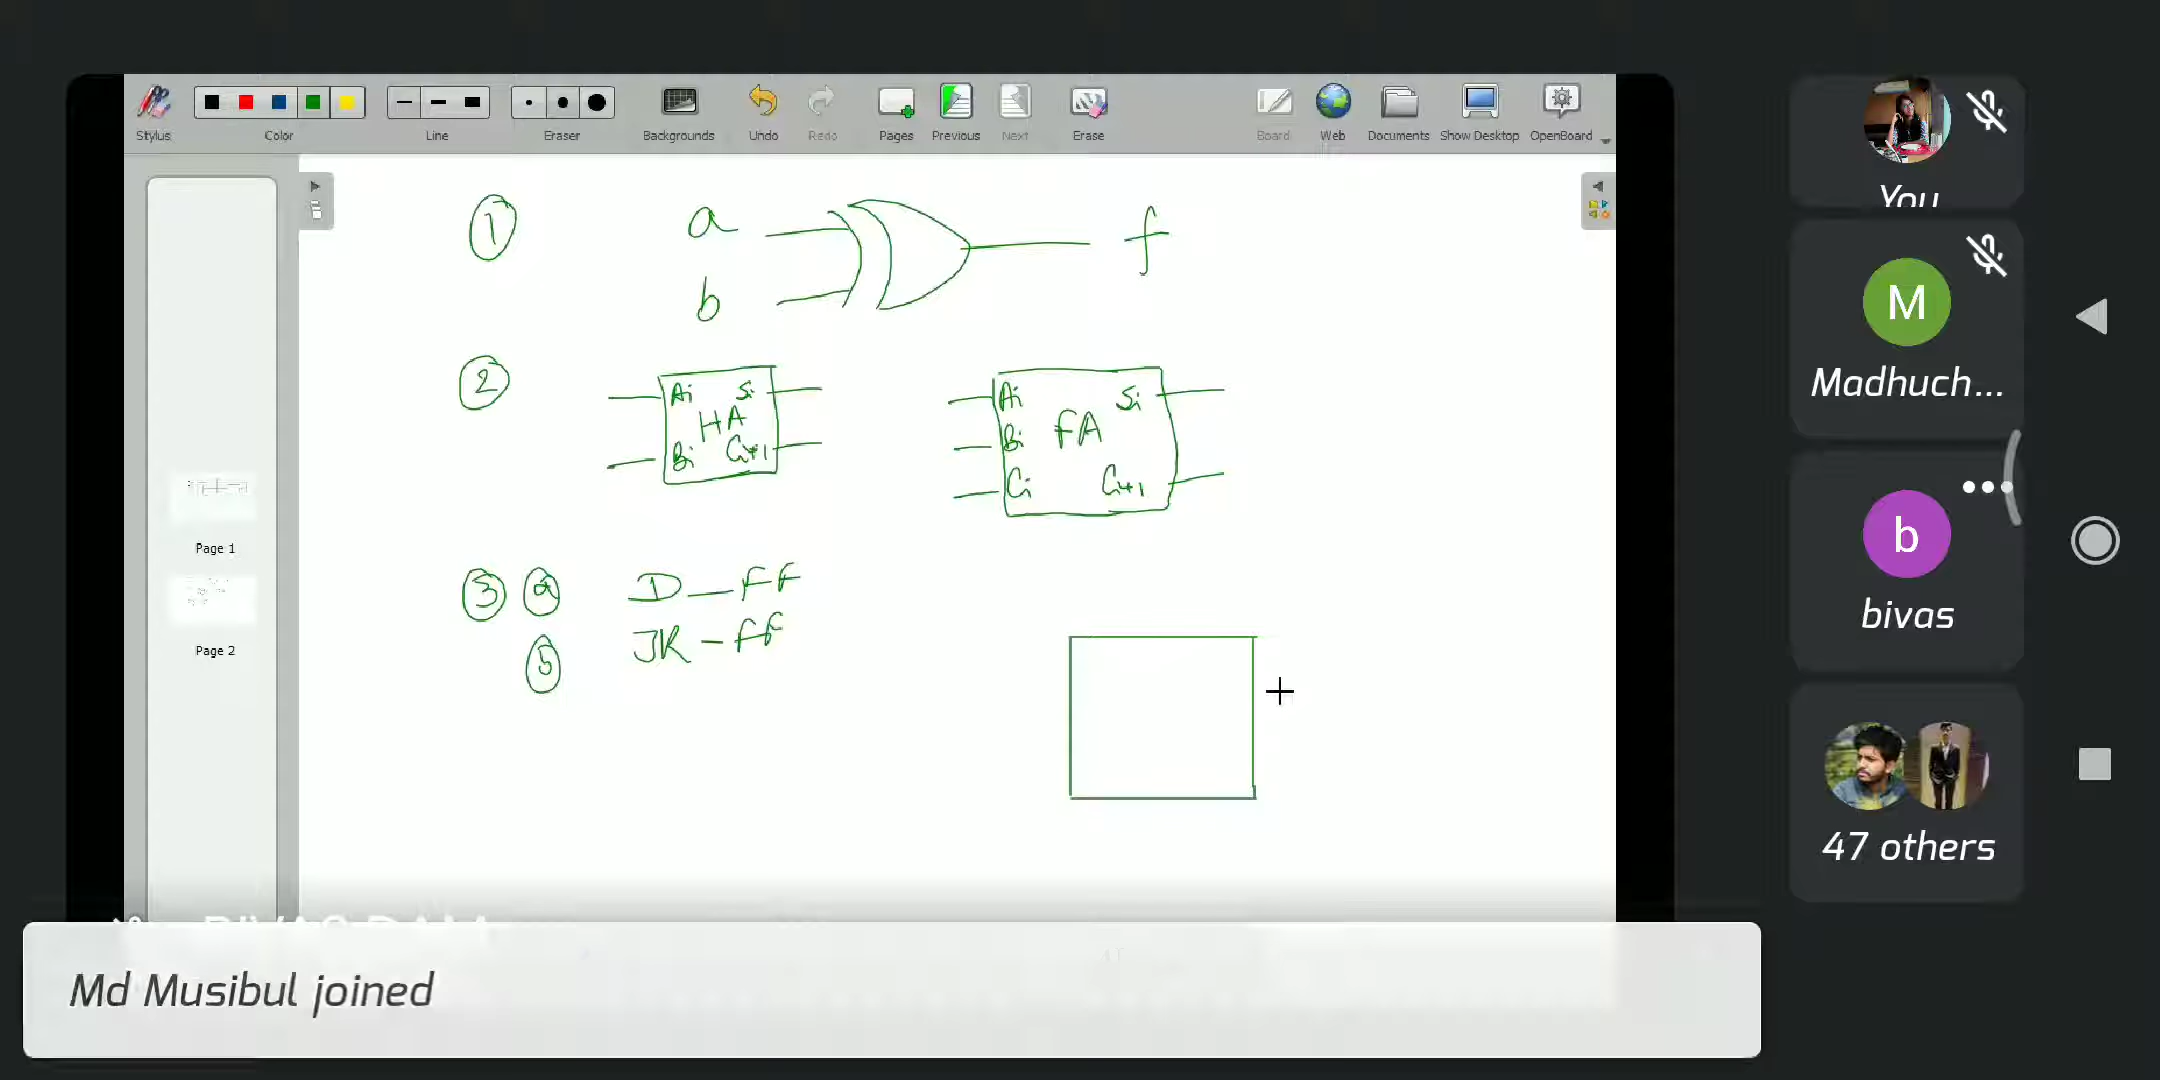 Stylus
Color
Line
Eraser
Backgrounds
Undo
Redo
Pages
Previous
Next
Erase
Board
Web
Documents
Show Desktop
OpenBoard
1
a
b
f
2
Ai Si
HA
Bi Ci+1
Ai Si
Bi FA
Ci Ci+1
3 a D - FF
b JK - FF
Page 1
Page 2
You
M
Madhuch...
b
bivas
47 others
Md Musibul joined